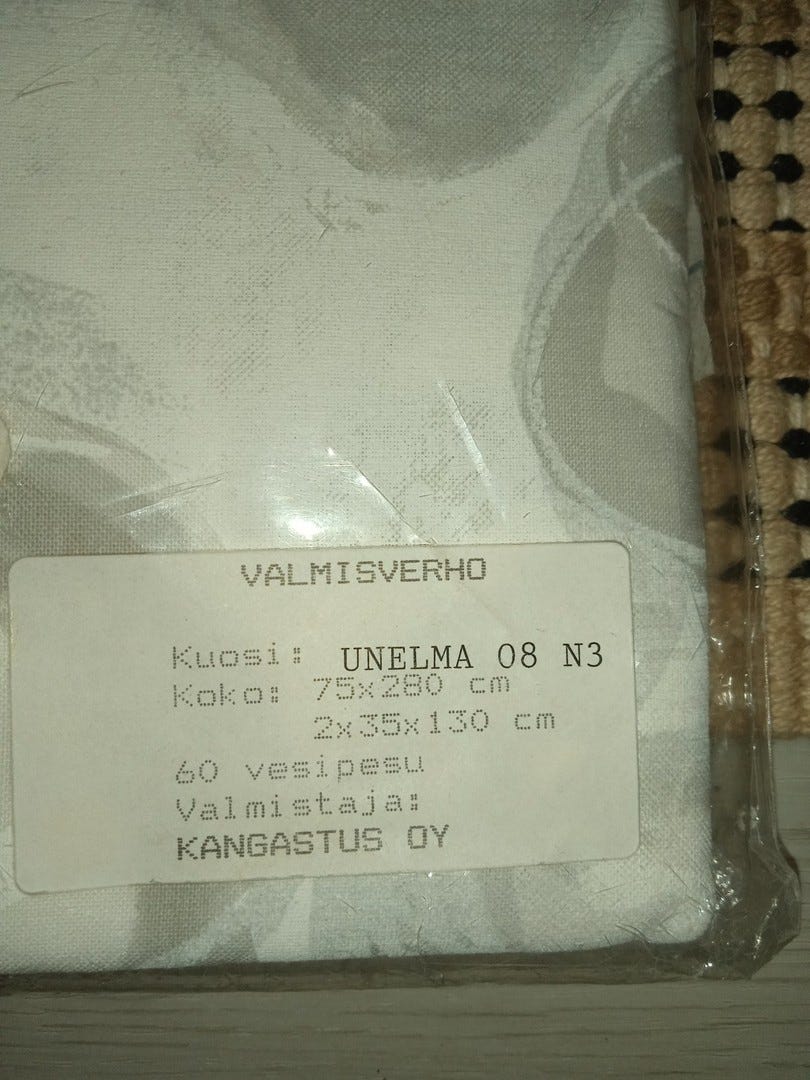 VALMISVERHO
Kuosi: UNELMA 08 N3
Koko: 75x280 cm
2x35x130 cm
60 vesipesu
Valmistaja:
KANGASTUS OY